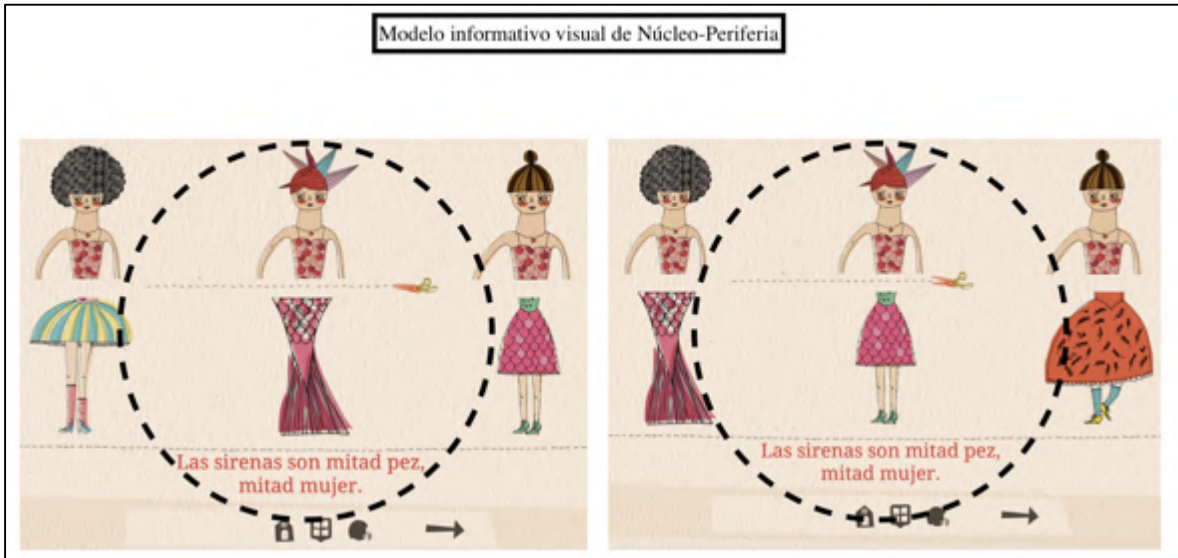 Modelo informativo visual de Núcleo-Periferia
Las sirenas son mitad pez,
mitad mujer.
Las sirenas son mitad pez,
mitad mujer.